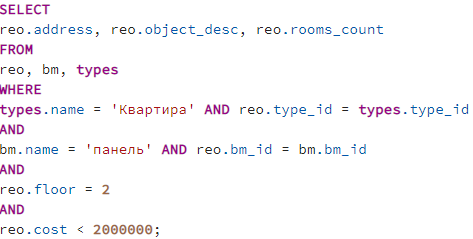 SELECT
reo.address, reo.object_desc, reo.rooms_count
FROM
reo, bm, types
WHERE
types.name = 'Квартира' AND reo.type_id = types.type_id
AND
bm.name = 'панель' AND reo.bm_id = bm.bm_id
AND
reo.floor = 2
AND
reo.cost < 2000000;